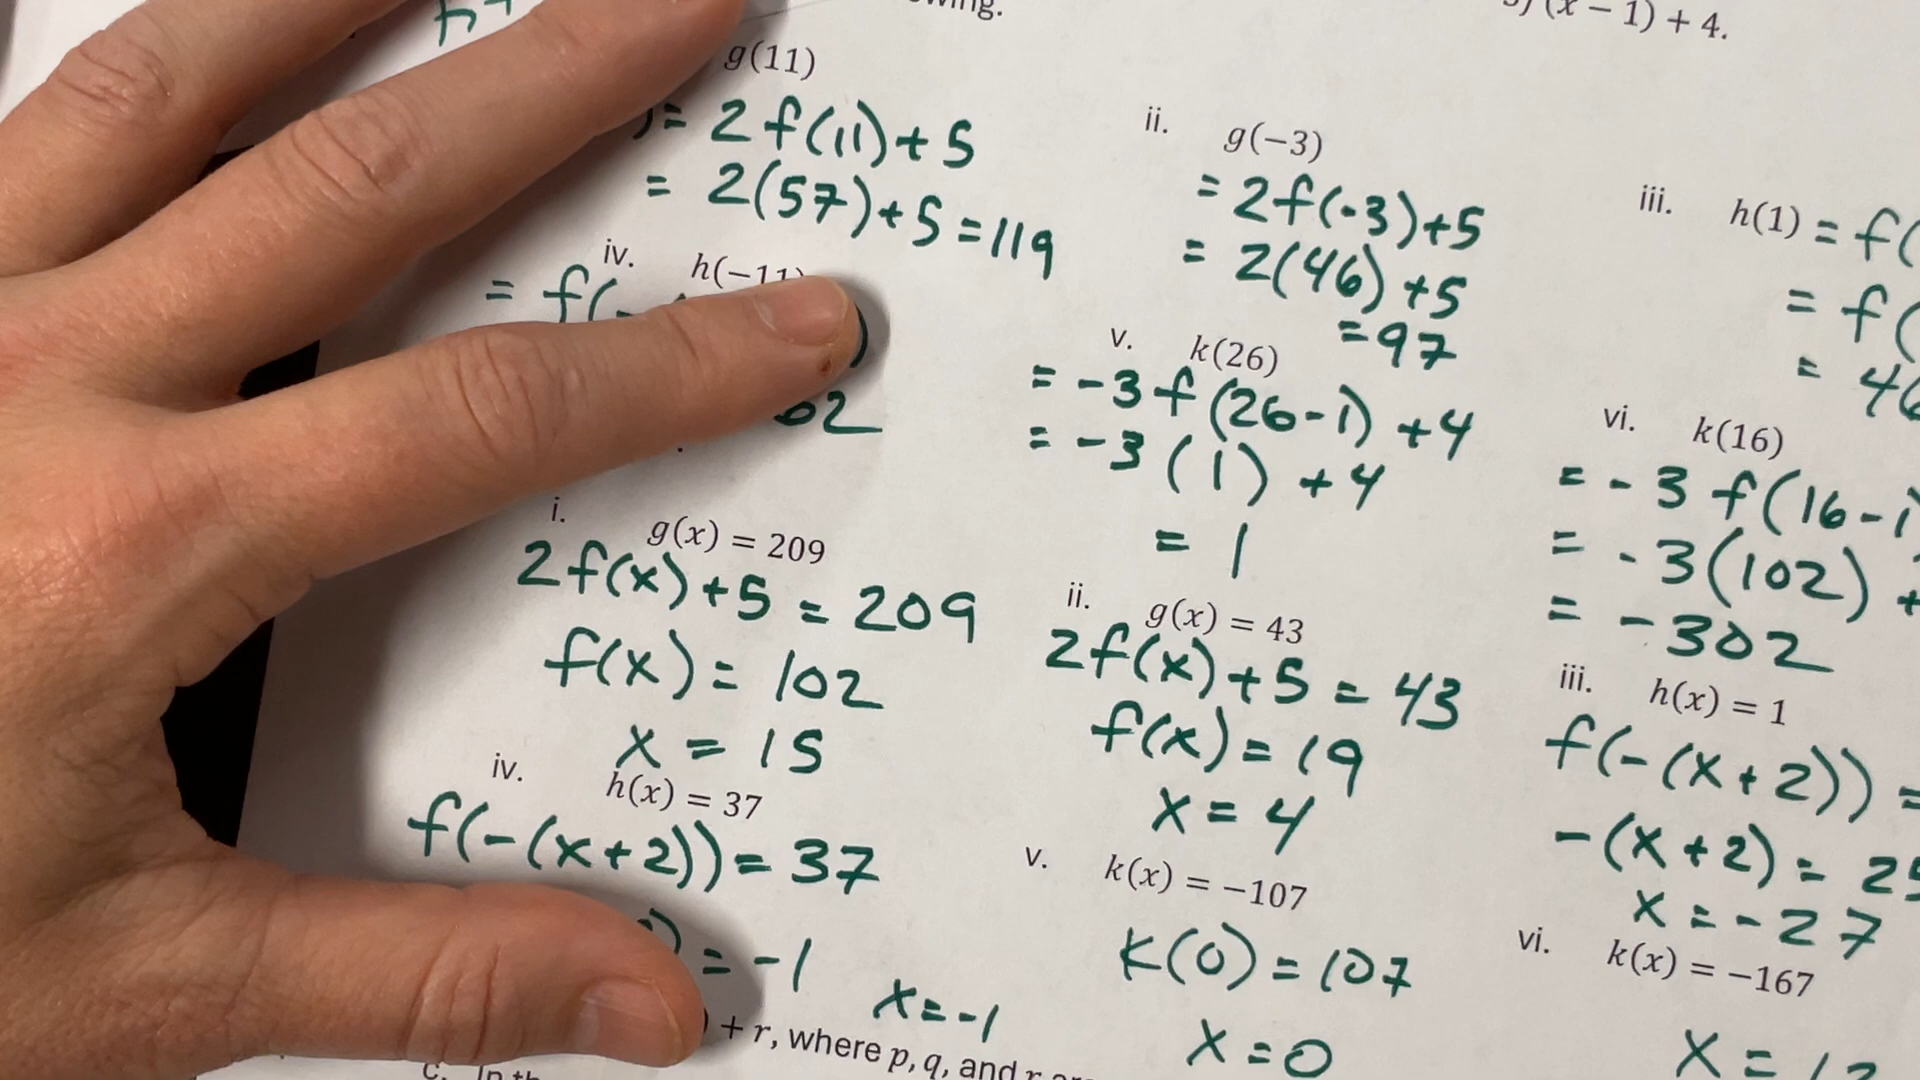 (x − 1) + 4.
g(11)
= 2f(11)+5
= 2(57)+5=119
ii. g(−3)
= 2f(-3)+5
= 2(46)+5
=97
iii. h(1) = f(
= f(
= 46
iv. h(−11)
= f(-
62
v. k(26)
= -3f(26-1)+4
= -3(1)+4
= 1
vi. k(16)
= -3f(16-1
= -3(102)+
= -302
i. g(x) = 209
2f(x)+5=209
f(x)=102
x=15
ii. g(x) = 43
2f(x)+5=43
f(x)=19
x=4
iii. h(x) = 1
f(-(x+2))=
-(x+2)=25
x=-27
iv. h(x) = 37
f(-(x+2))=37
)=-1
x=-1
v. k(x) = −107
K(0)=107
x=0
vi. k(x) = −167
x=
) + r, where p, q, and r
c. In